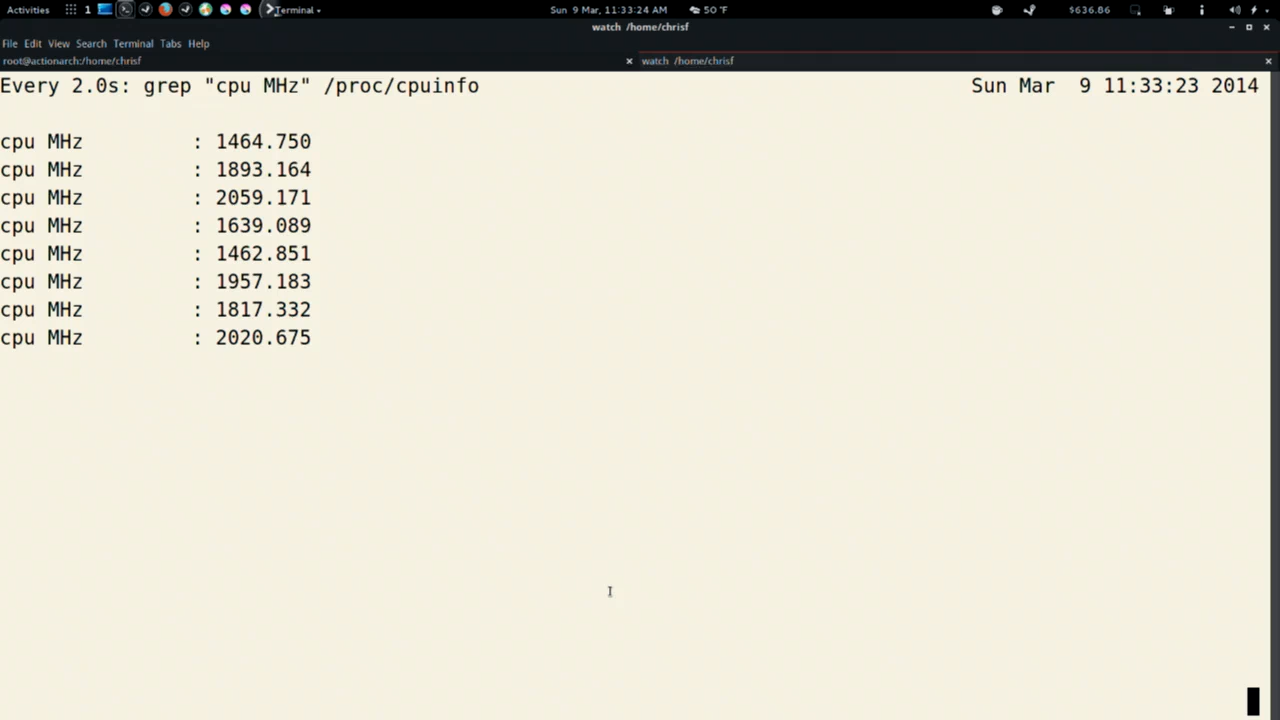 Activities 1 Terminal Sun 9 Mar, 11:33:24 AM 50 °F $636.86
watch /home/chrisf
File Edit View Search Terminal Tabs Help
root@actionarch:/home/chrisf × watch /home/chrisf ×
Every 2.0s: grep "cpu MHz" /proc/cpuinfo Sun Mar 9 11:33:23 2014
cpu MHz : 1464.750
cpu MHz : 1893.164
cpu MHz : 2059.171
cpu MHz : 1639.089
cpu MHz : 1462.851
cpu MHz : 1957.183
cpu MHz : 1817.332
cpu MHz : 2020.675